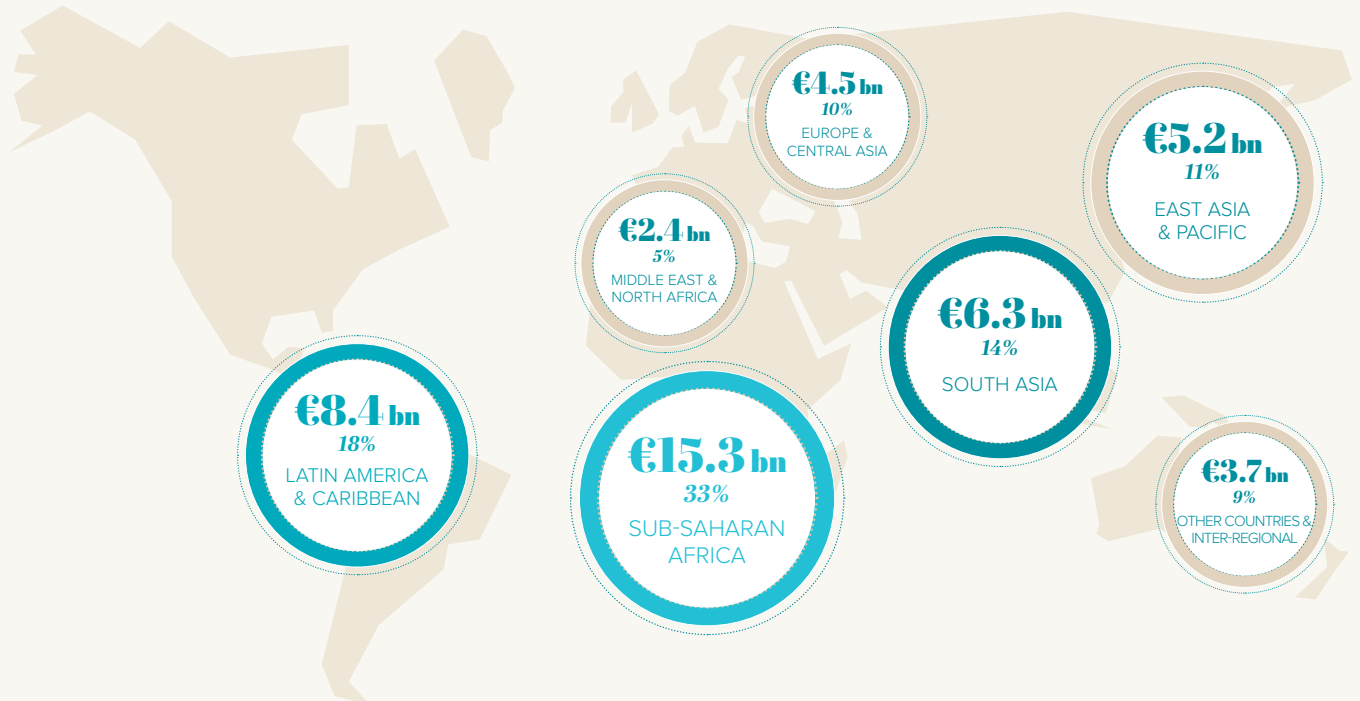 €4.5 bn
10%
EUROPE &
CENTRAL ASIA
€5.2 bn
11%
EAST ASIA
& PACIFIC
€2.4 bn
5%
MIDDLE EAST &
NORTH AFRICA
€6.3 bn
14%
SOUTH ASIA
€8.4 bn
18%
LATIN AMERICA
& CARIBBEAN
€15.3 bn
33%
SUB-SAHARAN
AFRICA
€3.7 bn
9%
OTHER COUNTRIES &
INTER-REGIONAL